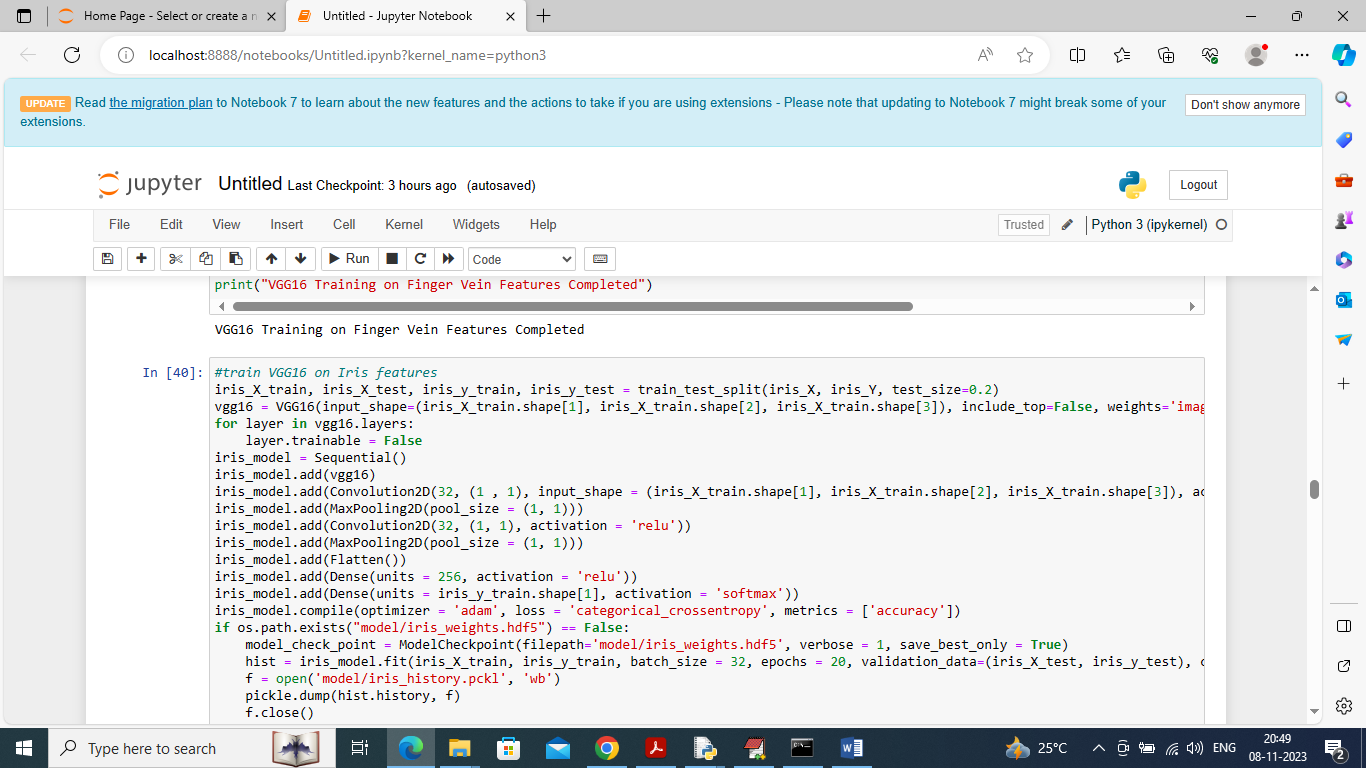 Home Page - Select or create a n
Untitled - Jupyter Notebook
localhost:8888/notebooks/Untitled.ipynb?kernel_name=python3
UPDATE Read the migration plan to Notebook 7 to learn about the new features and the actions to take if you are using extensions - Please note that updating to Notebook 7 might break some of your
extensions.
Don't show anymore
jupyter Untitled Last Checkpoint: 3 hours ago (autosaved)
Logout
File Edit View Insert Cell Kernel Widgets Help
Trusted
Python 3 (ipykernel)
Run
Code
print("VGG16 Training on Finger Vein Features Completed")
VGG16 Training on Finger Vein Features Completed
In [40]:
#train VGG16 on Iris features
iris_X_train, iris_X_test, iris_y_train, iris_y_test = train_test_split(iris_X, iris_Y, test_size=0.2)
vgg16 = VGG16(input_shape=(iris_X_train.shape[1], iris_X_train.shape[2], iris_X_train.shape[3]), include_top=False, weights='imag
for layer in vgg16.layers:
    layer.trainable = False
iris_model = Sequential()
iris_model.add(vgg16)
iris_model.add(Convolution2D(32, (1 , 1), input_shape = (iris_X_train.shape[1], iris_X_train.shape[2], iris_X_train.shape[3]), ac
iris_model.add(MaxPooling2D(pool_size = (1, 1)))
iris_model.add(Convolution2D(32, (1, 1), activation = 'relu'))
iris_model.add(MaxPooling2D(pool_size = (1, 1)))
iris_model.add(Flatten())
iris_model.add(Dense(units = 256, activation = 'relu'))
iris_model.add(Dense(units = iris_y_train.shape[1], activation = 'softmax'))
iris_model.compile(optimizer = 'adam', loss = 'categorical_crossentropy', metrics = ['accuracy'])
if os.path.exists("model/iris_weights.hdf5") == False:
    model_check_point = ModelCheckpoint(filepath='model/iris_weights.hdf5', verbose = 1, save_best_only = True)
    hist = iris_model.fit(iris_X_train, iris_y_train, batch_size = 32, epochs = 20, validation_data=(iris_X_test, iris_y_test), c
    f = open('model/iris_history.pckl', 'wb')
    pickle.dump(hist.history, f)
    f.close()
Type here to search
25°C
ENG
20:49
08-11-2023
2